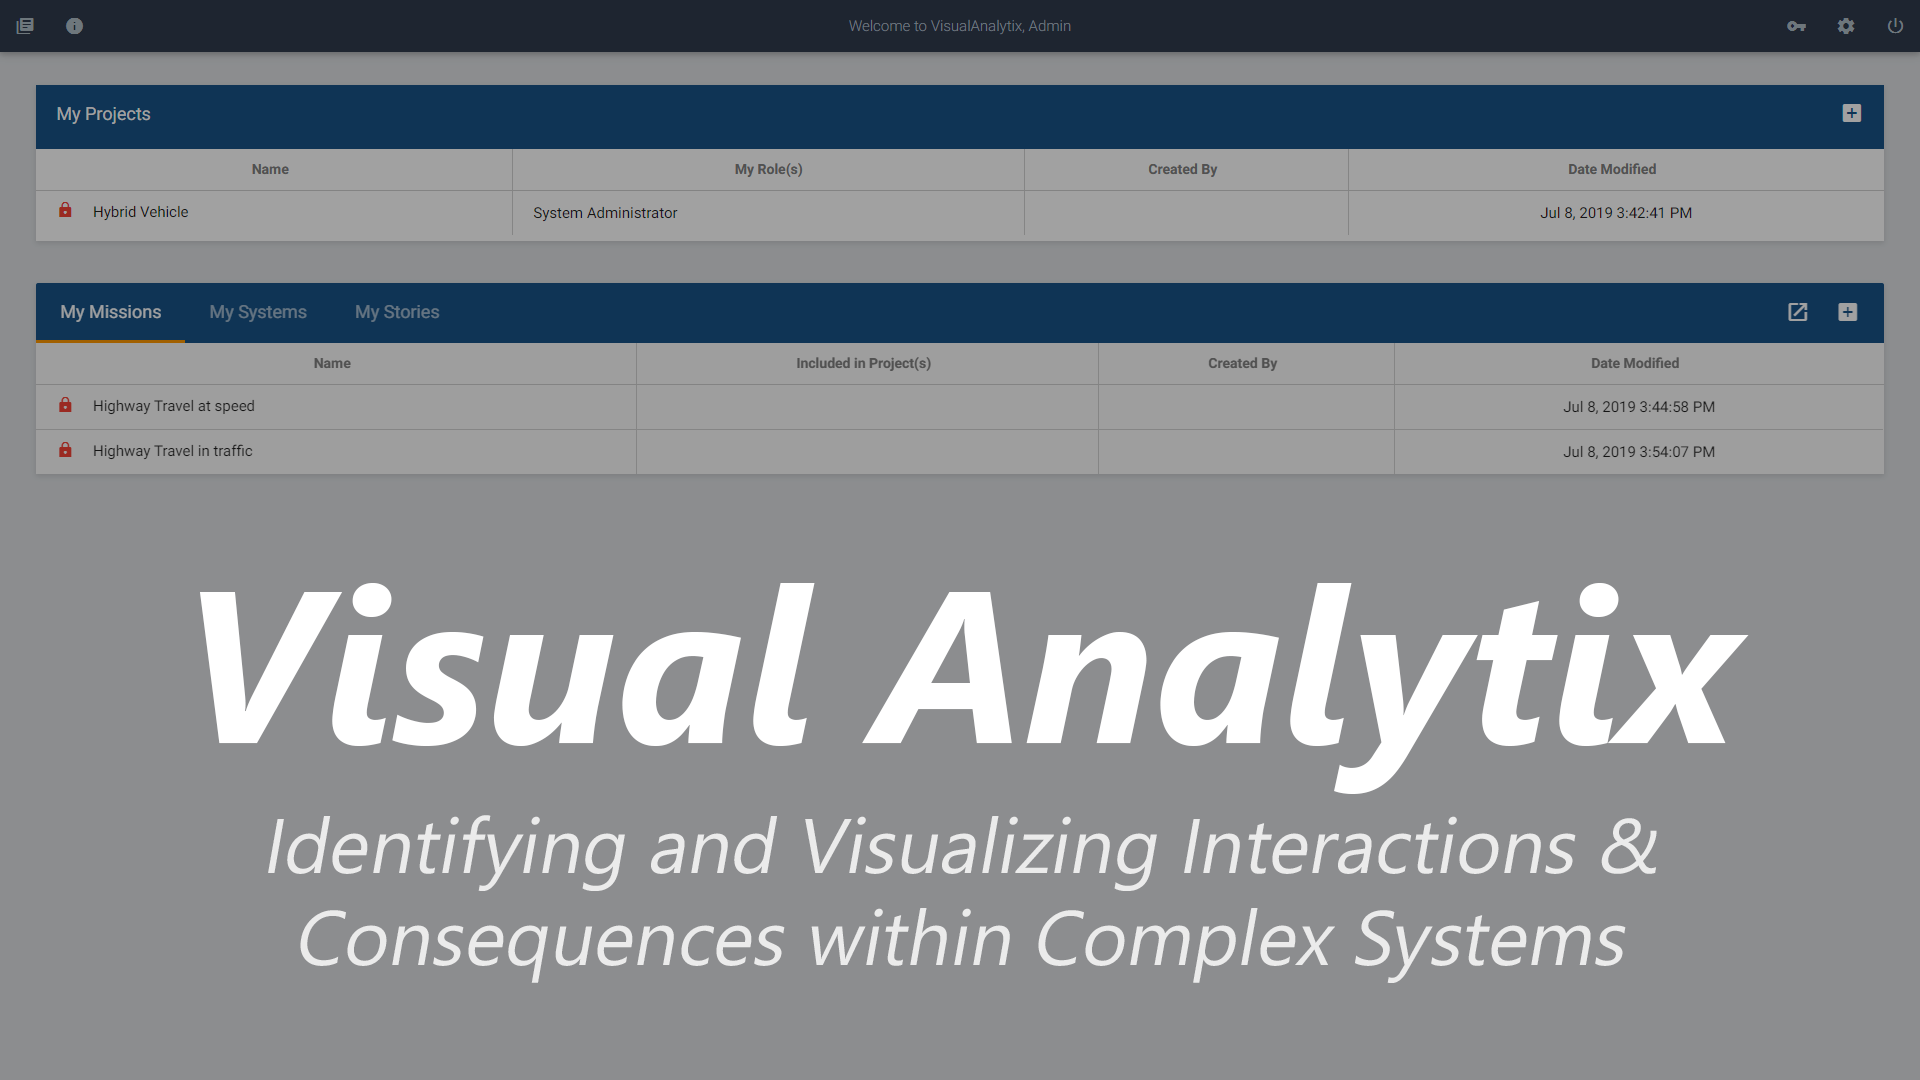 Welcome to VisualAnalytix, Admin
My Projects
Name My Role(s) Created By Date Modified
Hybrid Vehicle System Administrator Jul 8, 2019 3:42:41 PM
My Missions My Systems My Stories
Name Included in Project(s) Created By Date Modified
Highway Travel at speed Jul 8, 2019 3:44:58 PM
Highway Travel in traffic Jul 8, 2019 3:54:07 PM
Visual Analytix
Identifying and Visualizing Interactions &
Consequences within Complex Systems